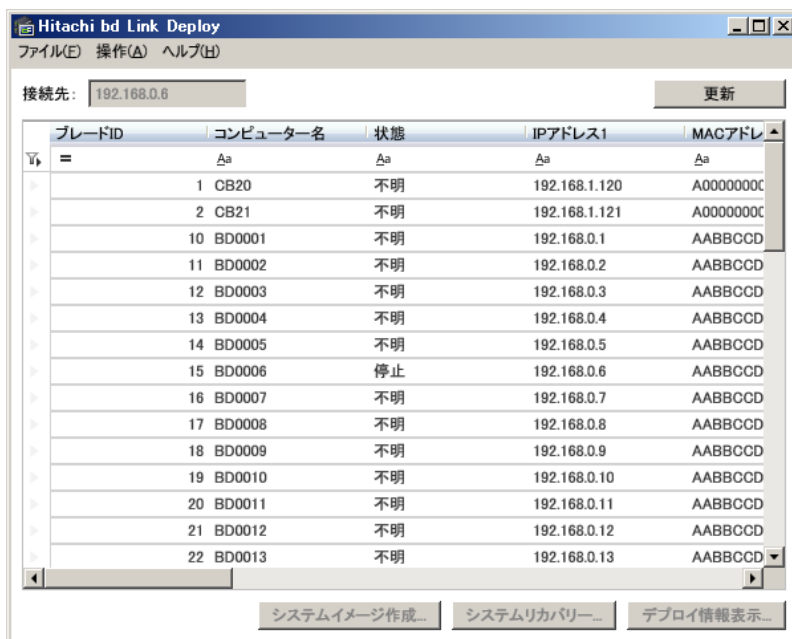 Hitachi bd Link Deploy
ファイル(F) 操作(A) ヘルプ(H)
接続先: 192.168.0.6 更新
ブレードID コンピューター名 状態 IPアドレス1 MACアドレ
= Aa Aa Aa Aa
1 CB20 不明 192.168.1.120 A00000000
2 CB21 不明 192.168.1.121 A00000000
10 BD0001 不明 192.168.0.1 AABBCCD
11 BD0002 不明 192.168.0.2 AABBCCD
12 BD0003 不明 192.168.0.3 AABBCCD
13 BD0004 不明 192.168.0.4 AABBCCD
14 BD0005 不明 192.168.0.5 AABBCCD
15 BD0006 停止 192.168.0.6 AABBCCD
16 BD0007 不明 192.168.0.7 AABBCCD
17 BD0008 不明 192.168.0.8 AABBCCD
18 BD0009 不明 192.168.0.9 AABBCCD
19 BD0010 不明 192.168.0.10 AABBCCD
20 BD0011 不明 192.168.0.11 AABBCCD
21 BD0012 不明 192.168.0.12 AABBCCD
22 BD0013 不明 192.168.0.13 AABBCCD
システムイメージ作成... システムリカバリー... デプロイ情報表示...